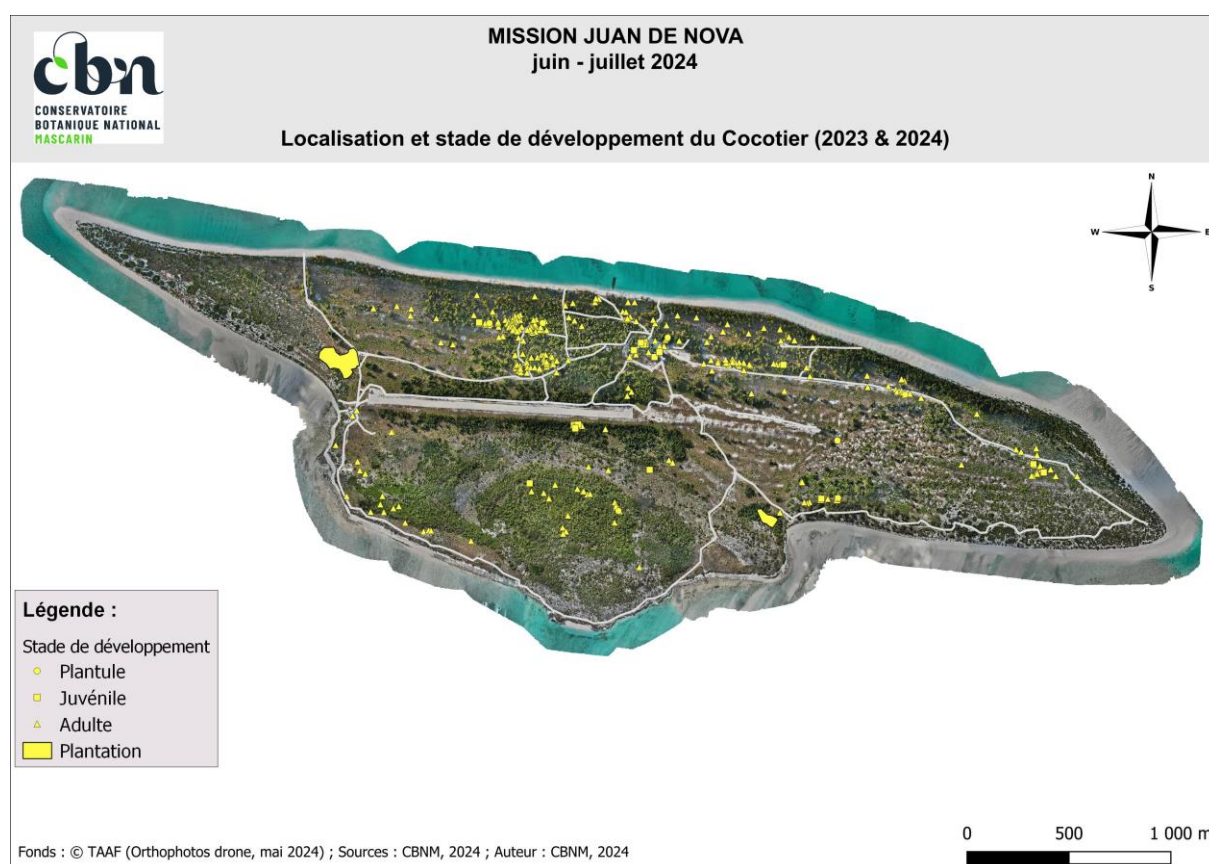 MISSION JUAN DE NOVA
juin - juillet 2024
cbn
CONSERVATOIRE
BOTANIQUE NATIONAL
MASCARIN
Localisation et stade de développement du Cocotier (2023 & 2024)
N
W
E
S
Légende :
Stade de développement
Plantule
Juvénile
Adulte
Plantation
0 500 1 000 m
Fonds : © TAAF (Orthophotos drone, mai 2024) ; Sources : CBNM, 2024 ; Auteur : CBNM, 2024